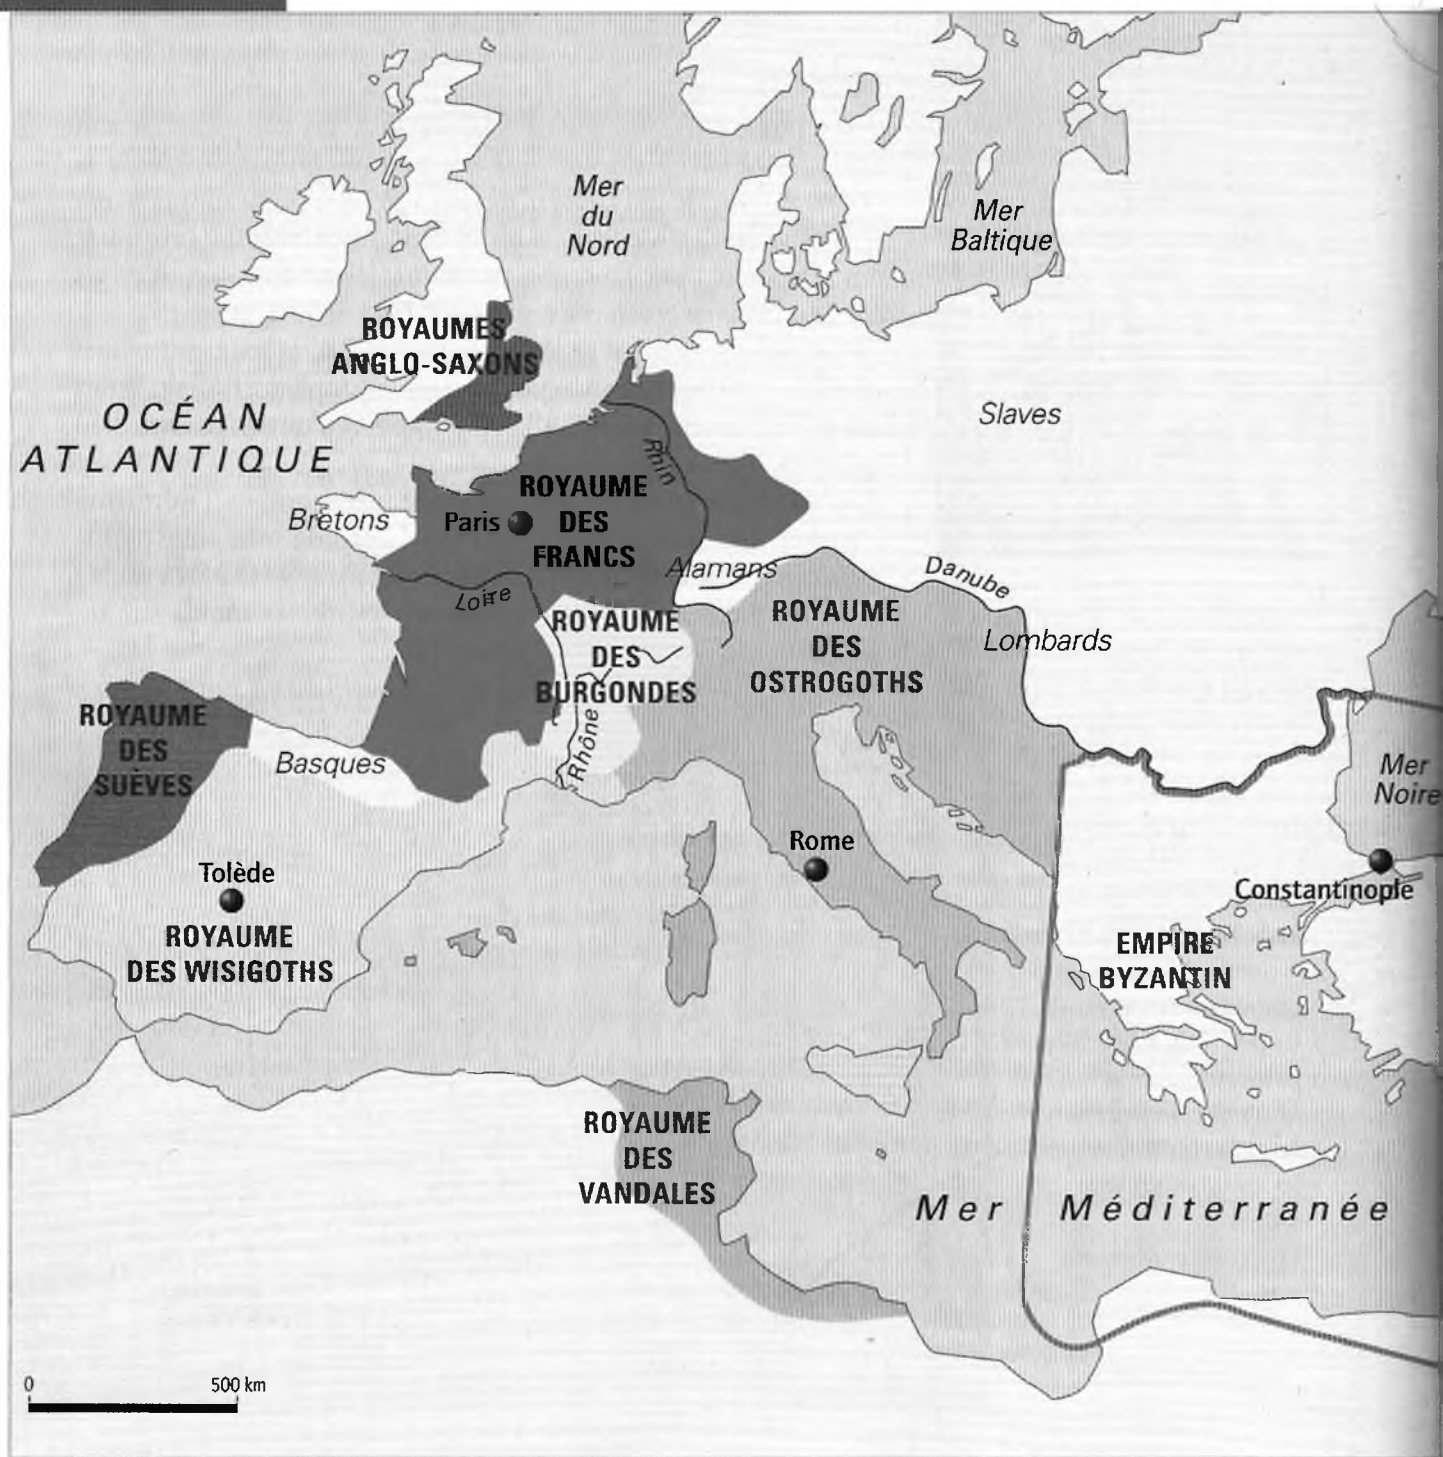 Mer
du
Nord
Mer
Baltique
ROYAUMES
ANGLO-SAXONS
OCÉAN
ATLANTIQUE
Slaves
Rhin
ROYAUME
DES
FRANCS
Bretons
Paris
Alamans
Danube
Loire
ROYAUME
DES
BURGONDES
ROYAUME
DES
OSTROGOTHS
Lombards
ROYAUME
DES
SUÈVES
Basques
Rhône
Mer
Noire
Rome
Tolède
Constantinople
ROYAUME
DES WISIGOTHS
EMPIRE
BYZANTIN
ROYAUME
DES
VANDALES
Mer Méditerranée
0 500 km